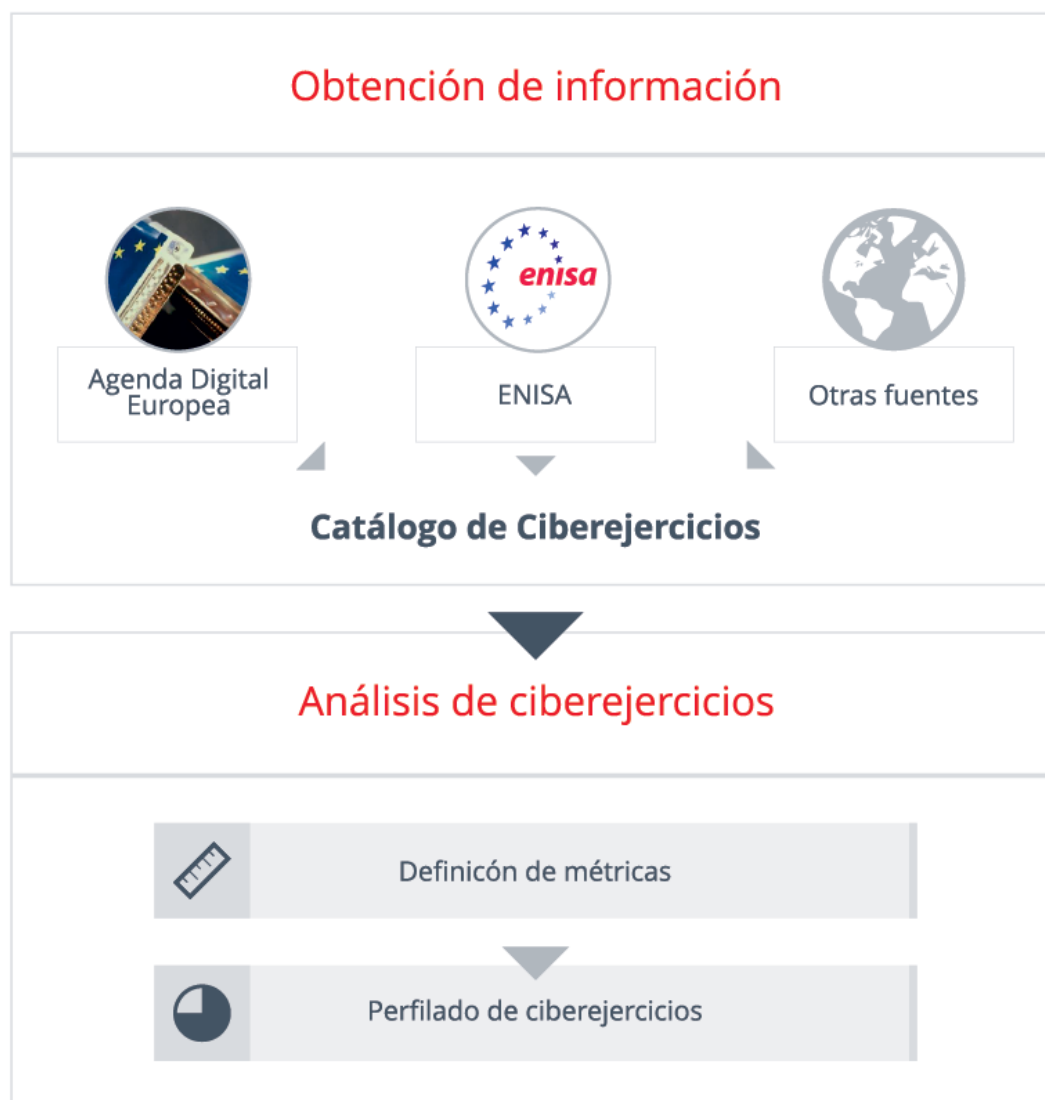 Obtención de información
enisa
Agenda Digital
Europea
ENISA
Otras fuentes
Catálogo de Ciberejercicios
Análisis de ciberejercicios
Definicón de métricas
Perfilado de ciberejercicios